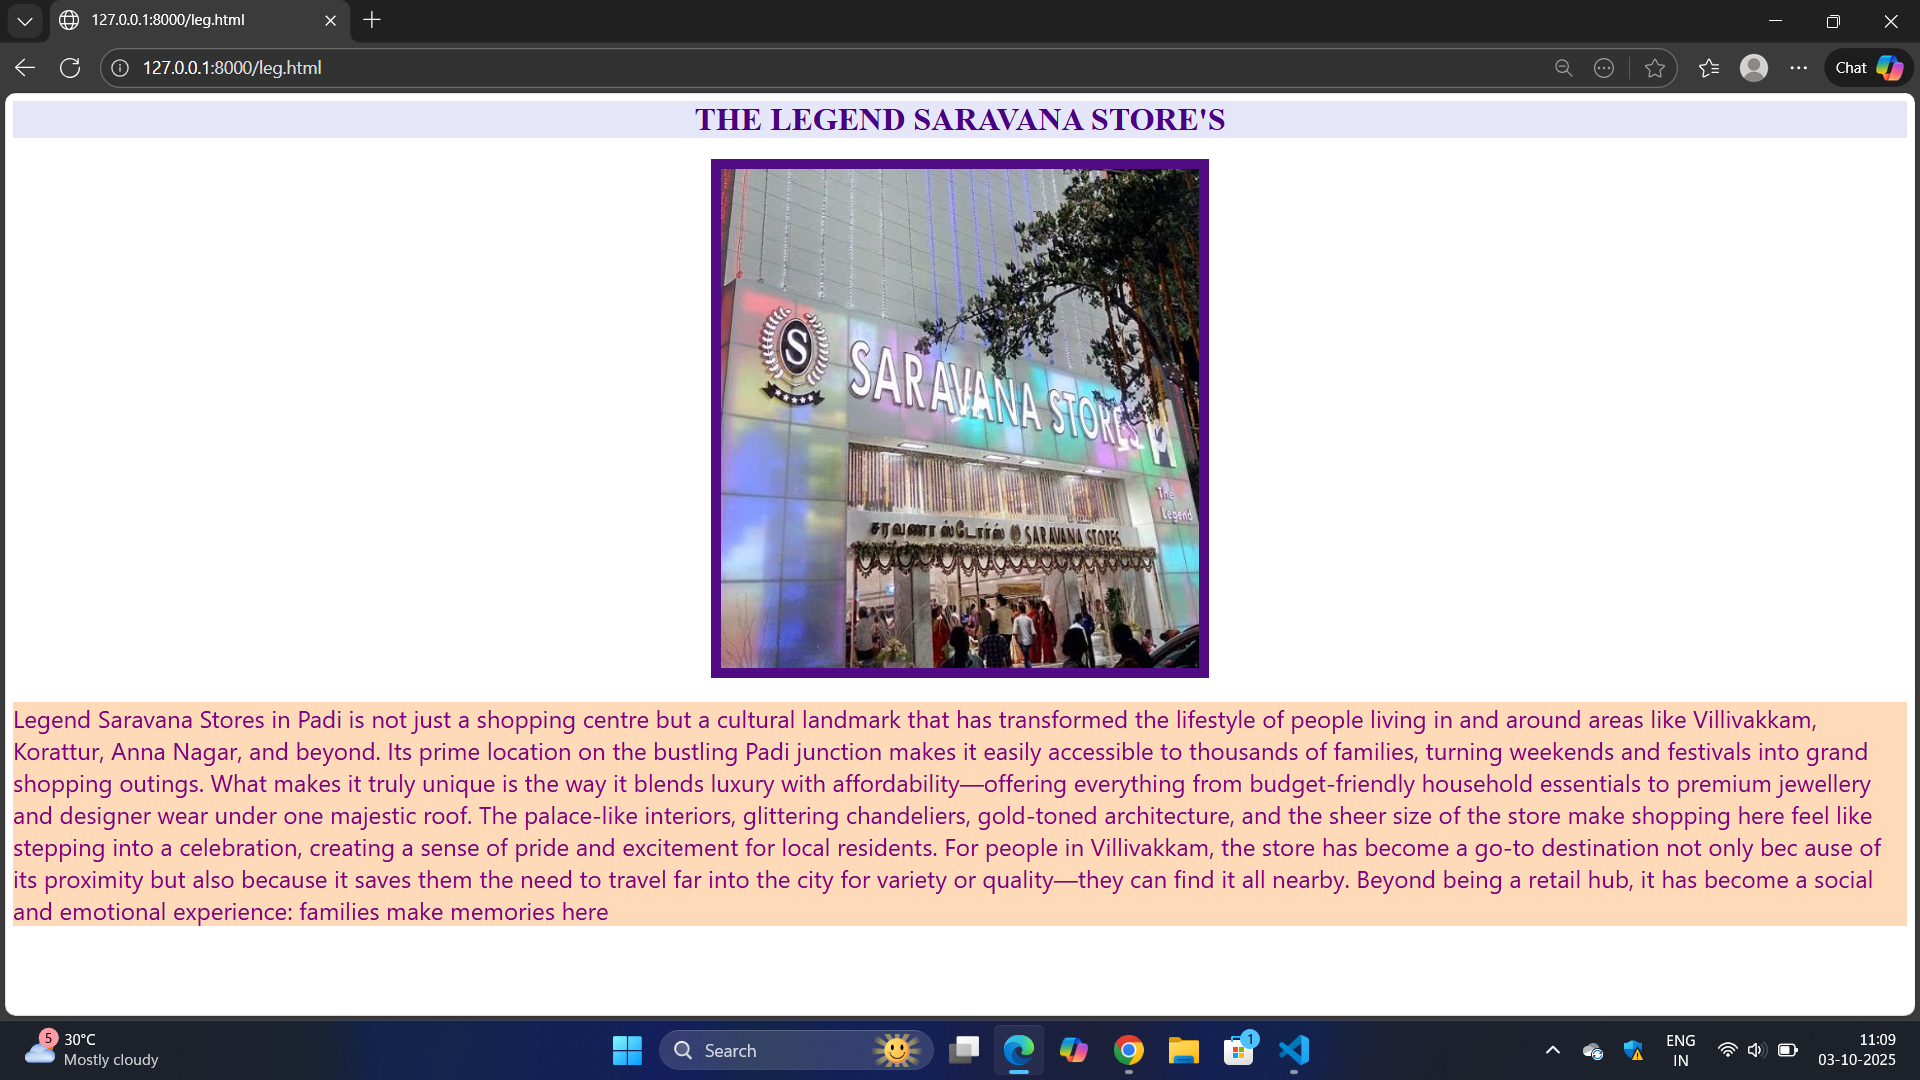 127.0.0.1:8000/leg.html
127.0.0.1:8000/leg.html
Chat
THE LEGEND SARAVANA STORE'S
S
SARAVANA STORES
The
Legend
சரவணா ஸ்டோர்ஸ் SARAVANA STORES
Legend Saravana Stores in Padi is not just a shopping centre but a cultural landmark that has transformed the lifestyle of people living in and around areas like Villivakkam,
Korattur, Anna Nagar, and beyond. Its prime location on the bustling Padi junction makes it easily accessible to thousands of families, turning weekends and festivals into grand
shopping outings. What makes it truly unique is the way it blends luxury with affordability—offering everything from budget-friendly household essentials to premium jewellery
and designer wear under one majestic roof. The palace-like interiors, glittering chandeliers, gold-toned architecture, and the sheer size of the store make shopping here feel like
stepping into a celebration, creating a sense of pride and excitement for local residents. For people in Villivakkam, the store has become a go-to destination not only bec ause of
its proximity but also because it saves them the need to travel far into the city for variety or quality—they can find it all nearby. Beyond being a retail hub, it has become a social
and emotional experience: families make memories here
5
30°C
Mostly cloudy
Search
1
ENG
IN
11:09
03-10-2025